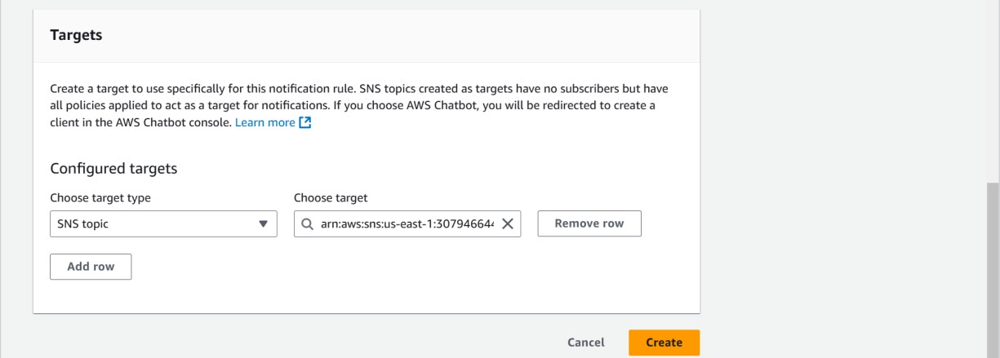 Targets
Create a target to use specifically for this notification rule. SNS topics created as targets have no subscribers but have
all policies applied to act as a target for notifications. If you choose AWS Chatbot, you will be redirected to create a
client in the AWS Chatbot console. Learn more
Configured targets
Choose target type
Choose target
SNS topic
arn:aws:sns:us-east-1:30794664
Remove row
Add row
Cancel
Create